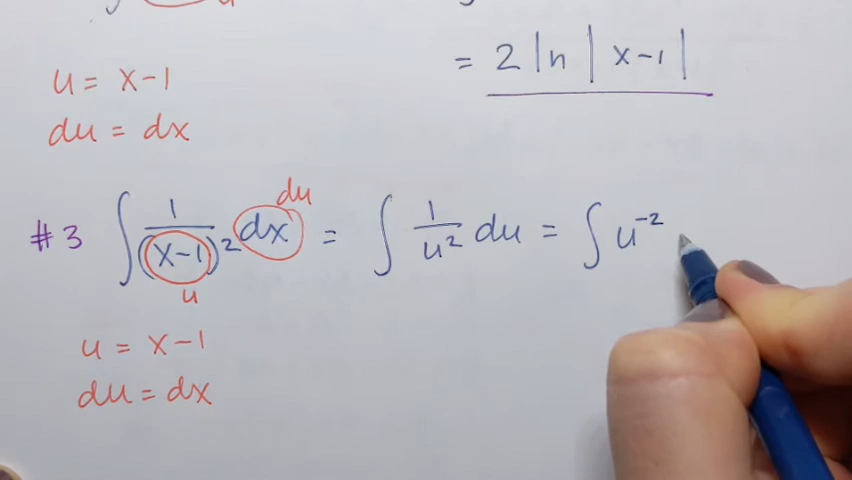 = 2 ln |x-1|
u = x-1
du = dx
du
#3 ∫ 1/(x-1)² dx = ∫ 1/u² du = ∫ u⁻²
u
u = x-1
du = dx